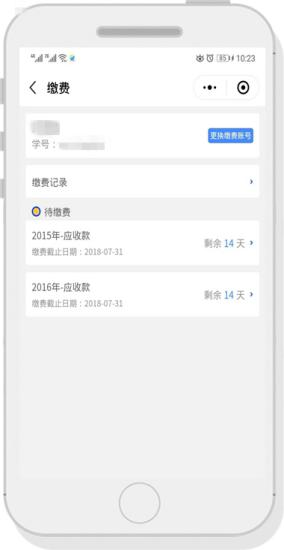 85 10:23
缴费
学号：
更换缴费账号
缴费记录
待缴费
2015年-应收款
缴费截止日期：2018-07-31
剩余 14 天
2016年-应收款
缴费截止日期：2018-07-31
剩余 14 天